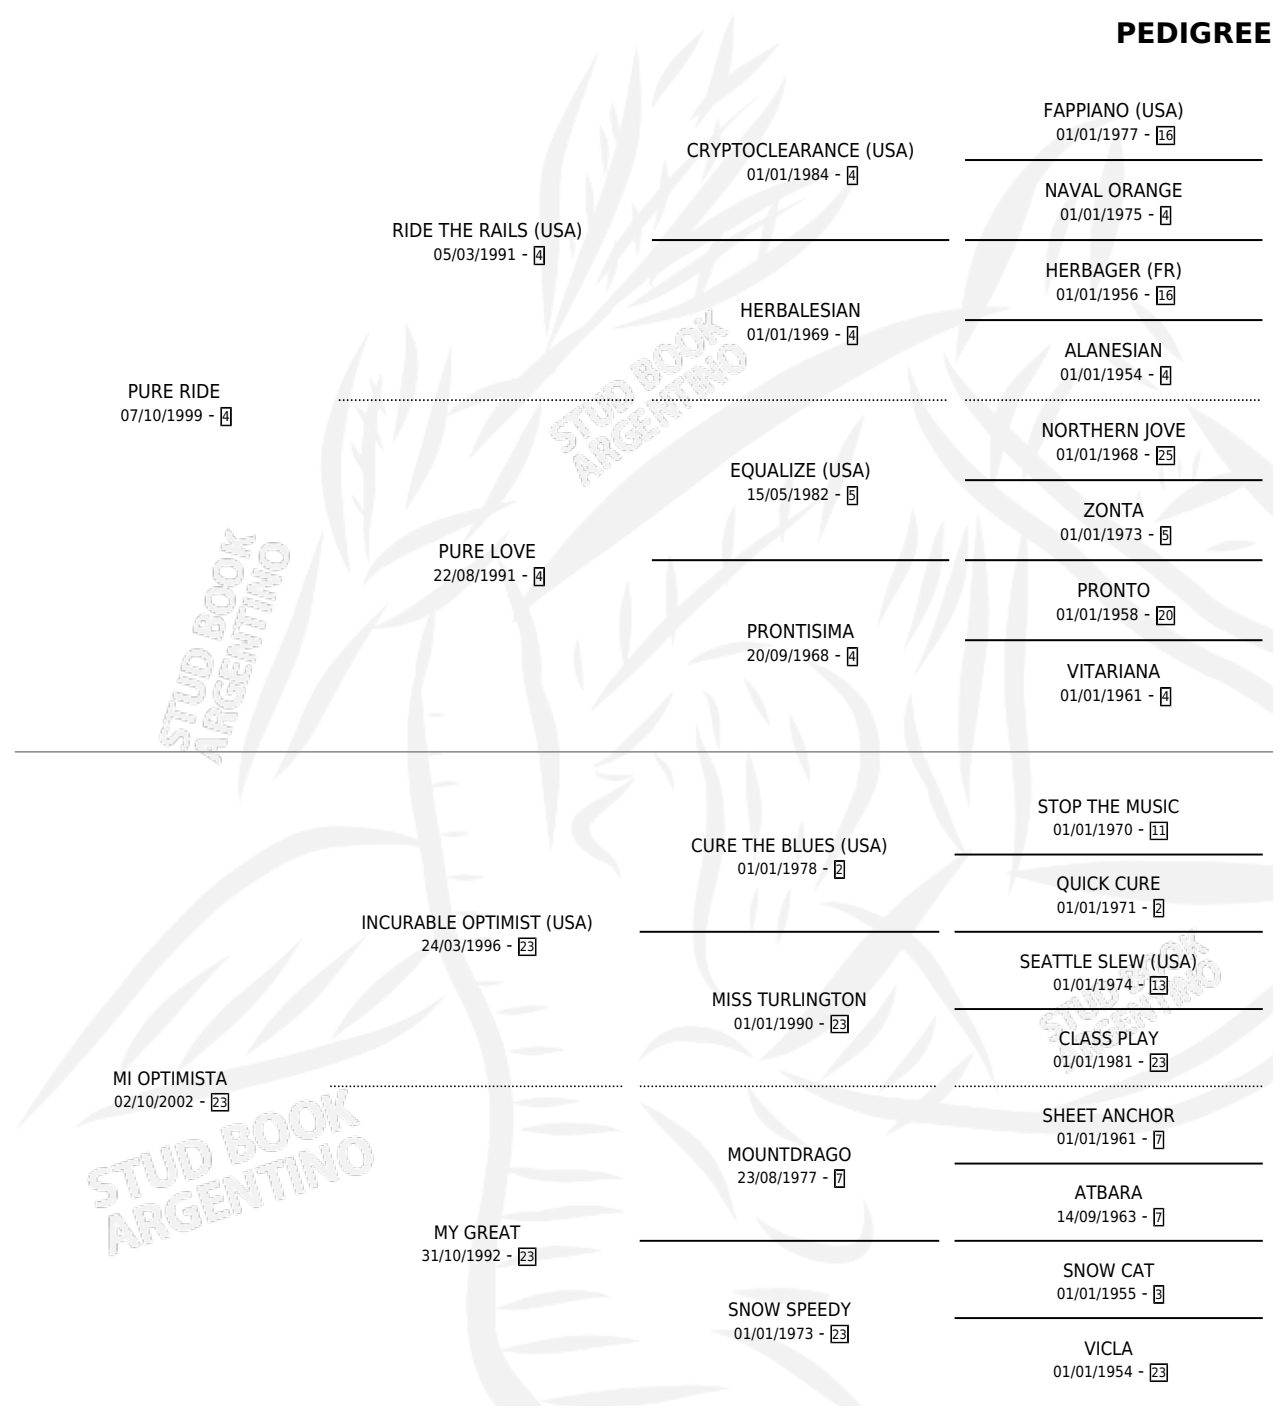 PEDIGREE
FAPPIANO (USA)
01/01/1977 - 16
CRYPTOCLEARANCE (USA)
01/01/1984 - 4
NAVAL ORANGE
01/01/1975 - 4
RIDE THE RAILS (USA)
05/03/1991 - 4
HERBAGER (FR)
01/01/1956 - 16
HERBALESIAN
01/01/1969 - 4
ALANESIAN
01/01/1954 - 4
PURE RIDE
07/10/1999 - 4
NORTHERN JOVE
01/01/1968 - 25
EQUALIZE (USA)
15/05/1982 - 5
ZONTA
01/01/1973 - 5
PURE LOVE
22/08/1991 - 4
PRONTO
01/01/1958 - 20
PRONTISIMA
20/09/1968 - 4
VITARIANA
01/01/1961 - 4
STUD BOOK
ARGENTINO
STUD BOOK
ARGENTINO
STOP THE MUSIC
01/01/1970 - 11
CURE THE BLUES (USA)
01/01/1978 - 2
QUICK CURE
01/01/1971 - 2
INCURABLE OPTIMIST (USA)
24/03/1996 - 23
SEATTLE SLEW (USA)
01/01/1974 - 13
MISS TURLINGTON
01/01/1990 - 23
CLASS PLAY
01/01/1981 - 23
STUD BOOK
ARGENTINO
MI OPTIMISTA
02/10/2002 - 23
SHEET ANCHOR
01/01/1961 - 7
MOUNTDRAGO
23/08/1977 - 7
ATBARA
14/09/1963 - 7
MY GREAT
31/10/1992 - 23
SNOW CAT
01/01/1955 - 3
SNOW SPEEDY
01/01/1973 - 23
VICLA
01/01/1954 - 23
STUD BOOK
ARGENTINO